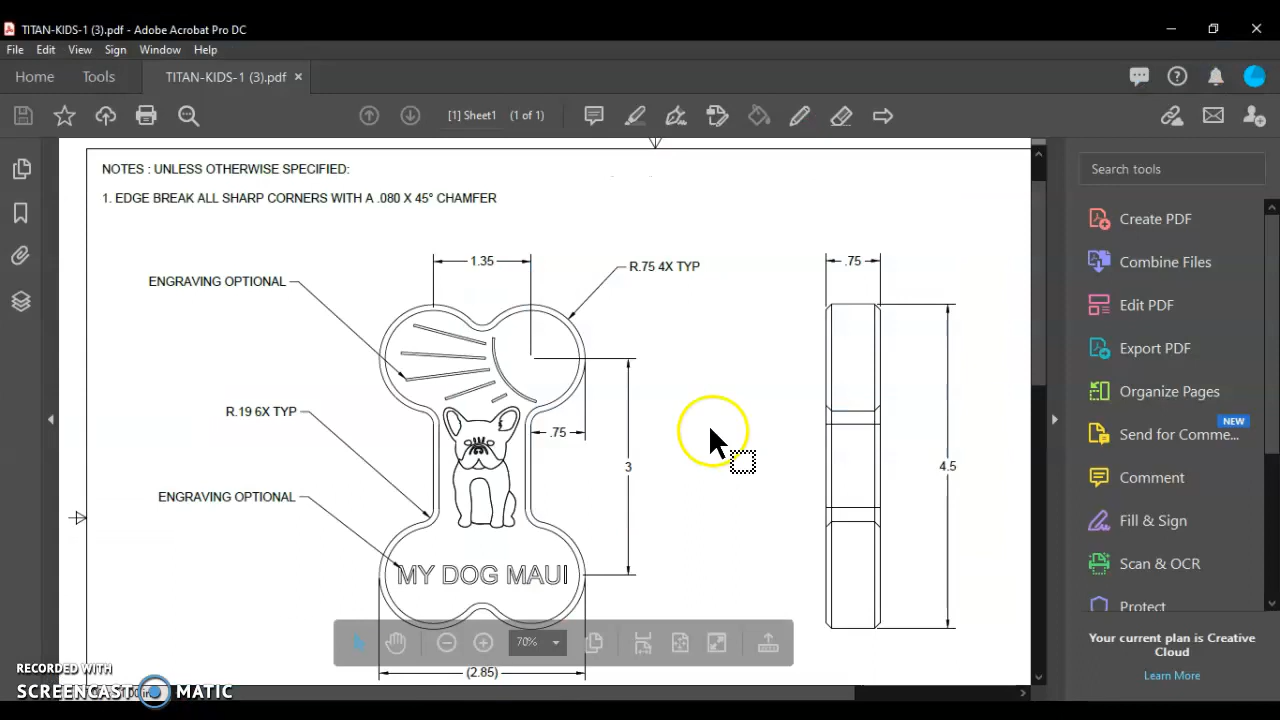 TITAN-KIDS-1 (3).pdf - Adobe Acrobat Pro DC
File Edit View Sign Window Help
Home Tools TITAN-KIDS-1 (3).pdf ×
[1] Sheet1 (1 of 1)
NOTES : UNLESS OTHERWISE SPECIFIED:
1. EDGE BREAK ALL SHARP CORNERS WITH A .080 X 45° CHAMFER
Search tools
Create PDF
Combine Files
Edit PDF
Export PDF
Organize Pages
NEW
Send for Comme...
Comment
Fill & Sign
Scan & OCR
Protect
Your current plan is Creative
Cloud
Learn More
1.35
R.75 4X TYP
.75
ENGRAVING OPTIONAL
R.19 6X TYP
.75
3
4.5
ENGRAVING OPTIONAL
MY DOG MAUI
70%
(2.85)
RECORDED WITH
SCREENCAST MATIC